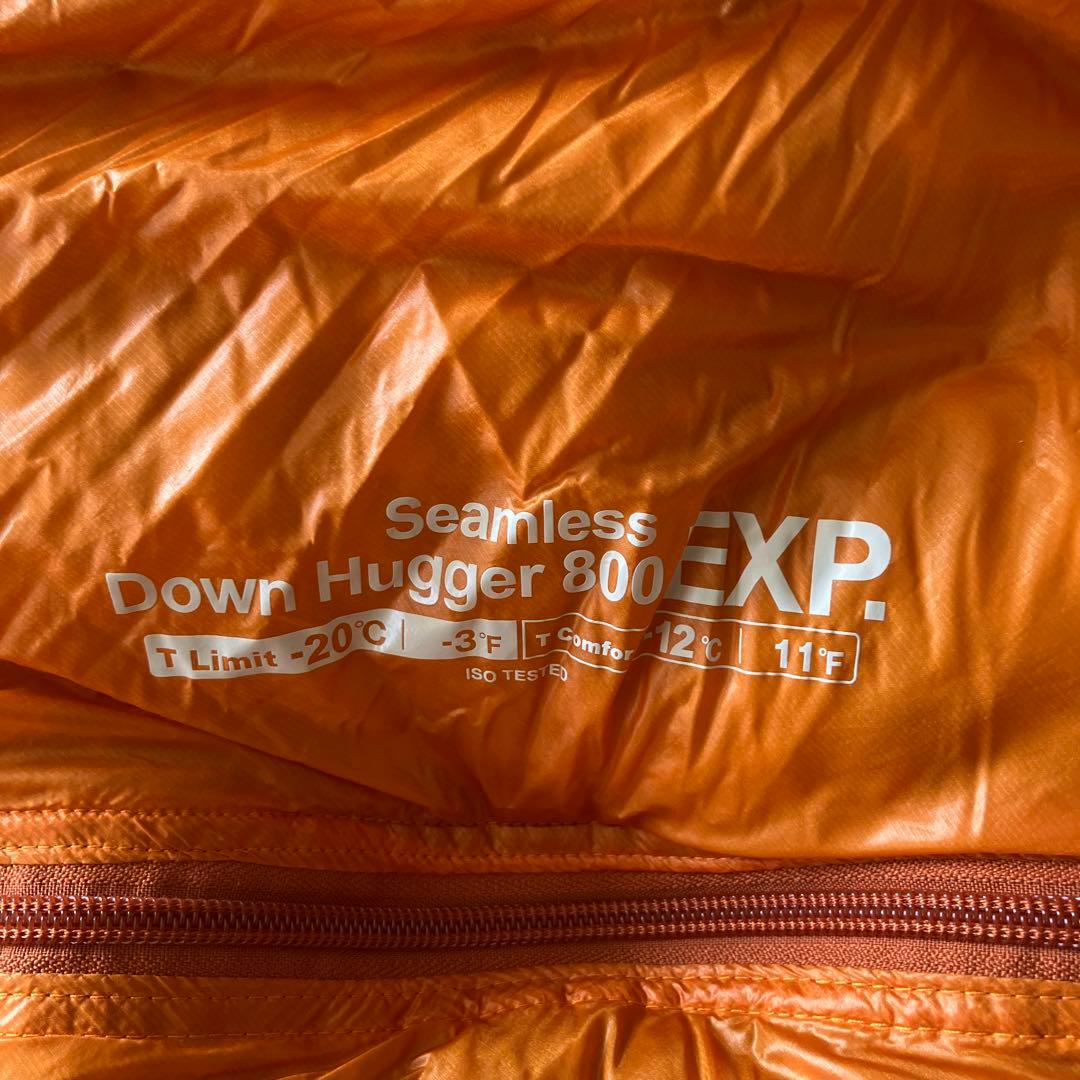 Seamless
Down Hugger 800 EXP.
T Limit -20℃ | -3°F T Comfor -12℃ | 11°F
ISO TESTED